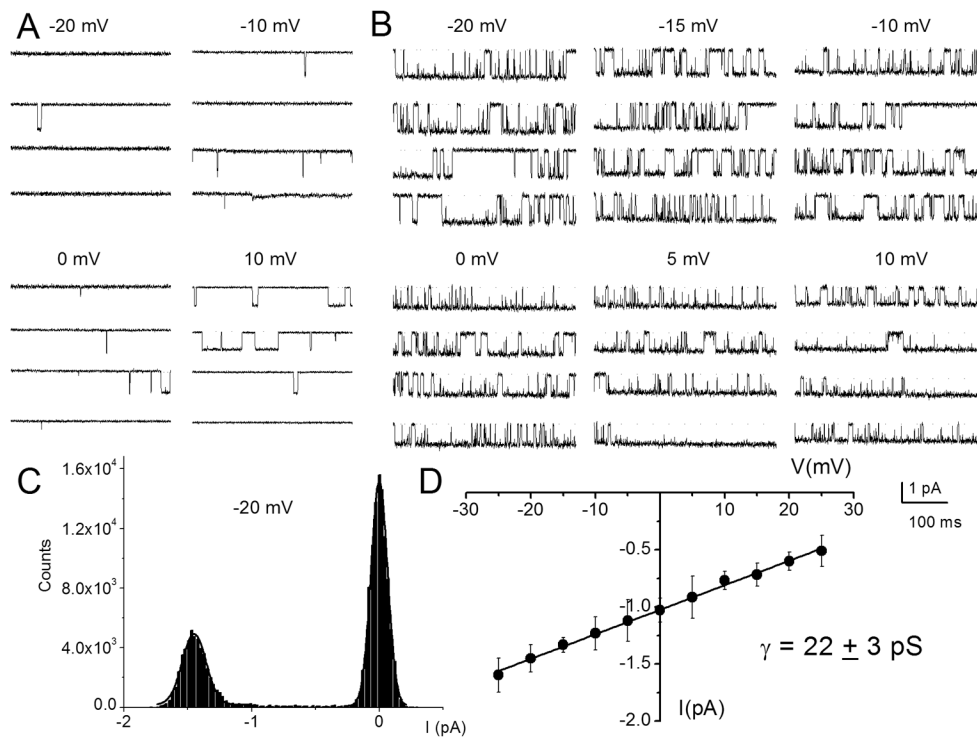 A
-20 mV
-10 mV
B
-20 mV
-15 mV
-10 mV
0 mV
10 mV
0 mV
5 mV
10 mV
C
-20 mV
Counts
1.6x10⁴
1.2x10⁴
8.0x10³
4.0x10³
0.0
-2
-1
0
I (pA)
D
V(mV)
-30
-20
-10
10
20
30
-0.5
-1.0
-1.5
-2.0
I(pA)
γ = 22 ± 3 pS
1 pA
100 ms